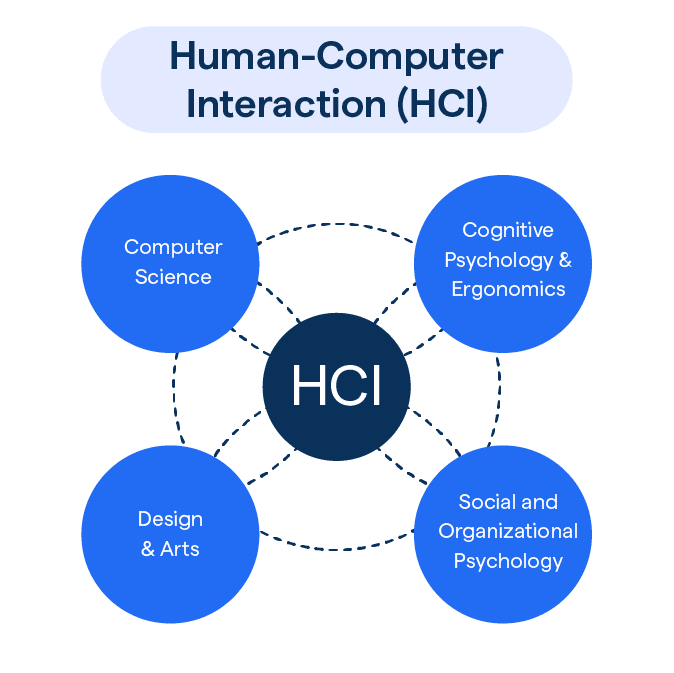 Human-Computer
Interaction (HCI)
Computer
Science
Cognitive
Psychology &
Ergonomics
HCI
Design
& Arts
Social and
Organizational
Psychology